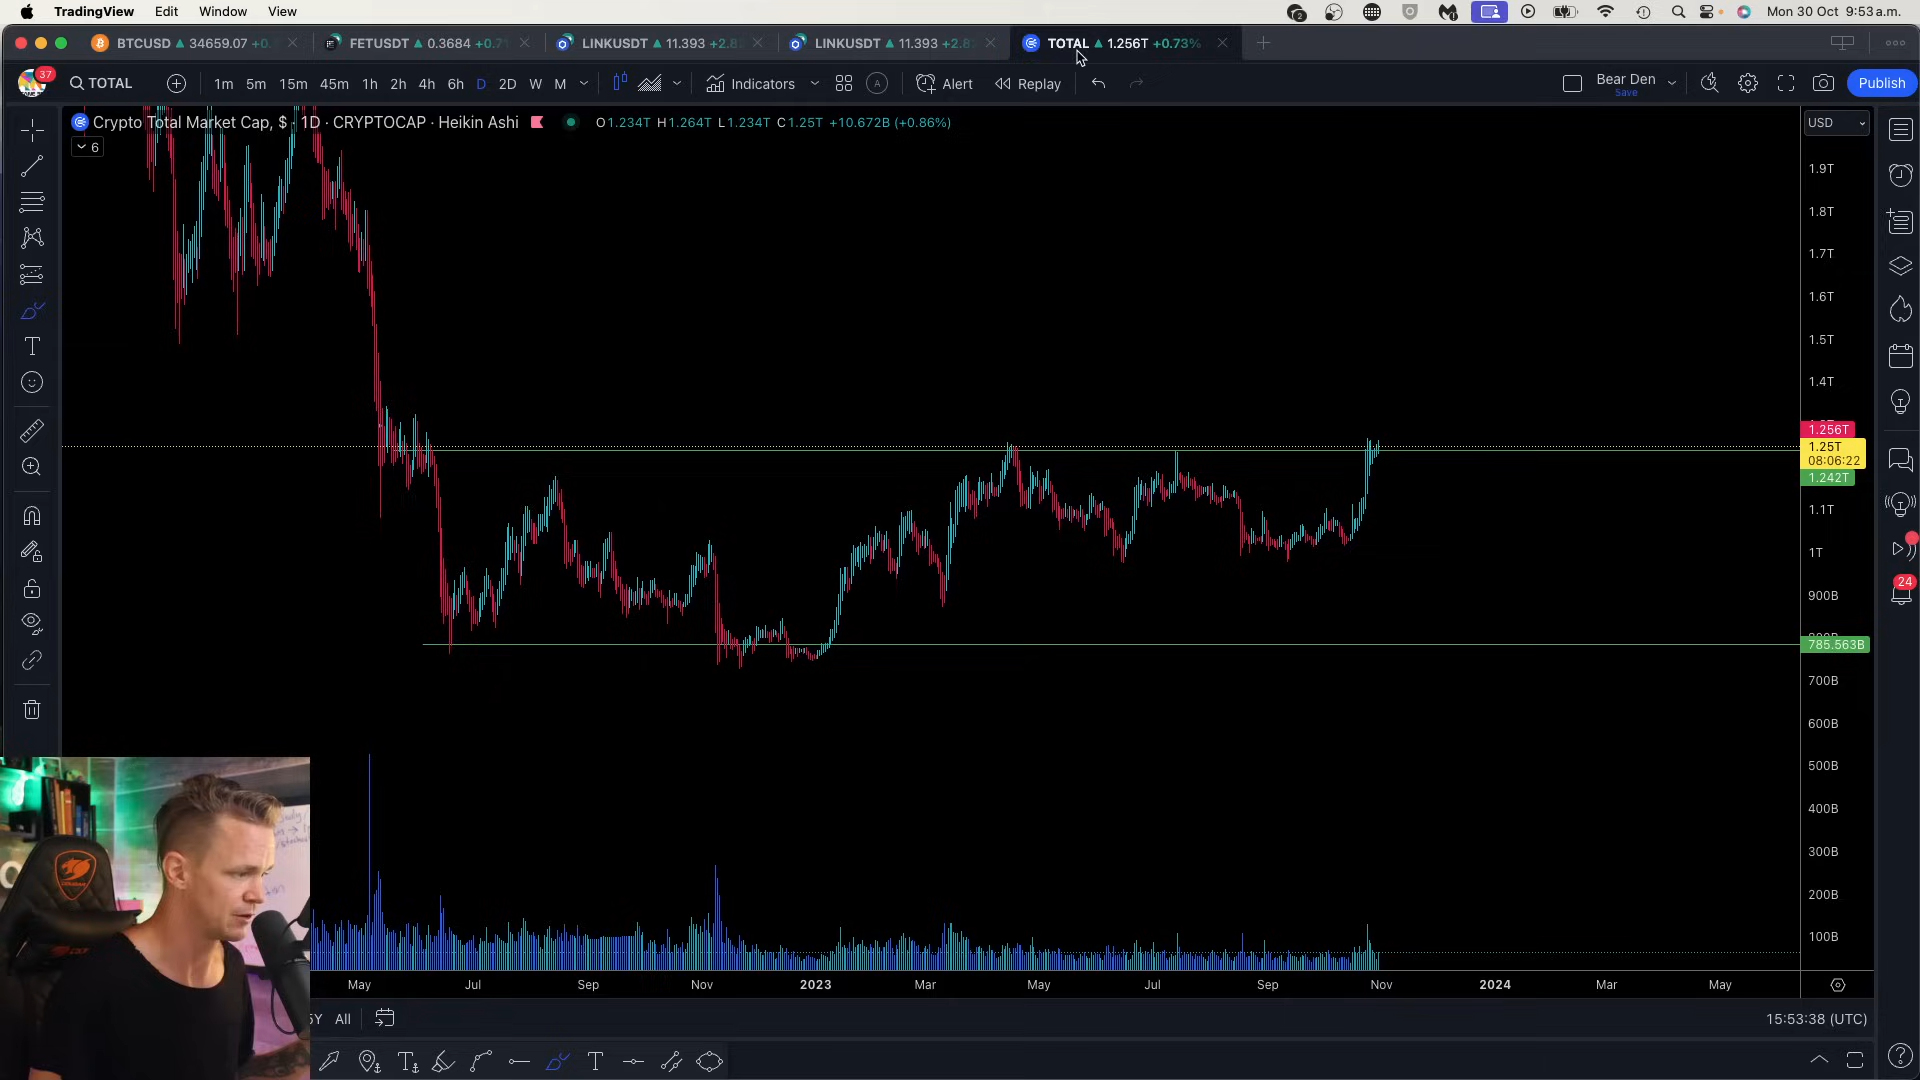 TradingView Edit Window View
2
Mon 30 Oct 9:53 a.m.
BTCUSD ▲ 34659.07
FETUSDT ▲ 0.3684
LINKUSDT ▲ 11.393
LINKUSDT ▲ 11.393
TOTAL ▲ 1.256T +0.73%
37
TOTAL
1m 5m 15m 45m 1h 2h 4h 6h D 2D W M
Indicators
A
Alert
Replay
Bear Den
Save
Publish
Crypto Total Market Cap, $ · 1D · CRYPTOCAP · Heikin Ashi
O1.234T H1.264T L1.234T C1.25T +10.672B (+0.86%)
6
USD
1.9T
1.8T
1.7T
1.6T
1.5T
1.4T
1.256T
1.25T
08:06:22
1.242T
1.1T
1T
900B
785.563B
700B
600B
500B
400B
300B
200B
100B
24
May Jul Sep Nov 2023 Mar May Jul Sep Nov 2024 Mar May
5Y All
15:53:38 (UTC)